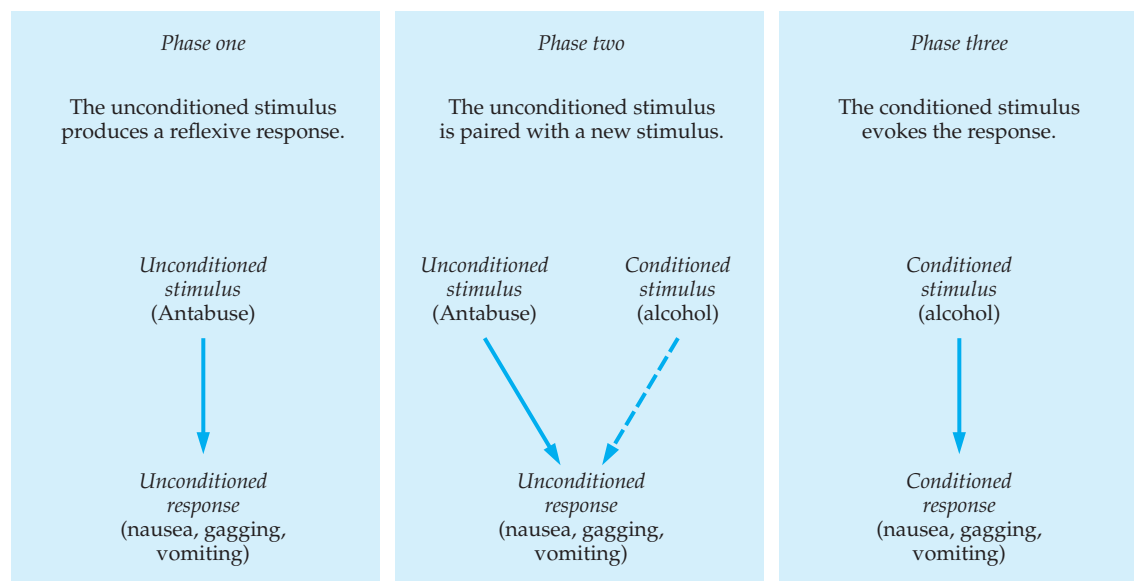 Phase one
The unconditioned stimulus
produces a reflexive response.
Unconditioned
stimulus
(Antabuse)
Unconditioned
response
(nausea, gagging,
vomiting)
Phase two
The unconditioned stimulus
is paired with a new stimulus.
Unconditioned
stimulus
(Antabuse)
Conditioned
stimulus
(alcohol)
Unconditioned
response
(nausea, gagging,
vomiting)
Phase three
The conditioned stimulus
evokes the response.
Conditioned
stimulus
(alcohol)
Conditioned
response
(nausea, gagging,
vomiting)